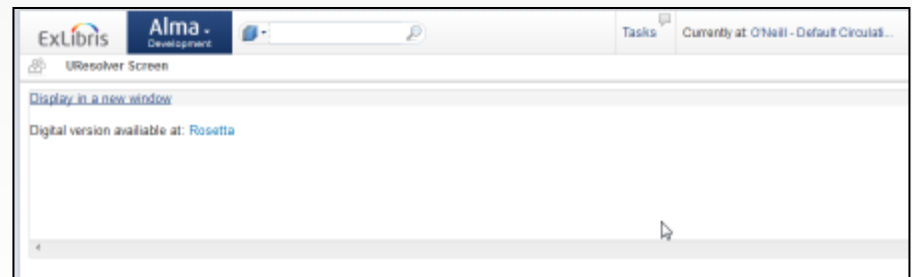 ExLibris
Alma
Development
Tasks
Currently at: O'Neill - Default Circulati...
UResolver Screen
Display in a new window
Digital version availiable at: Rosetta